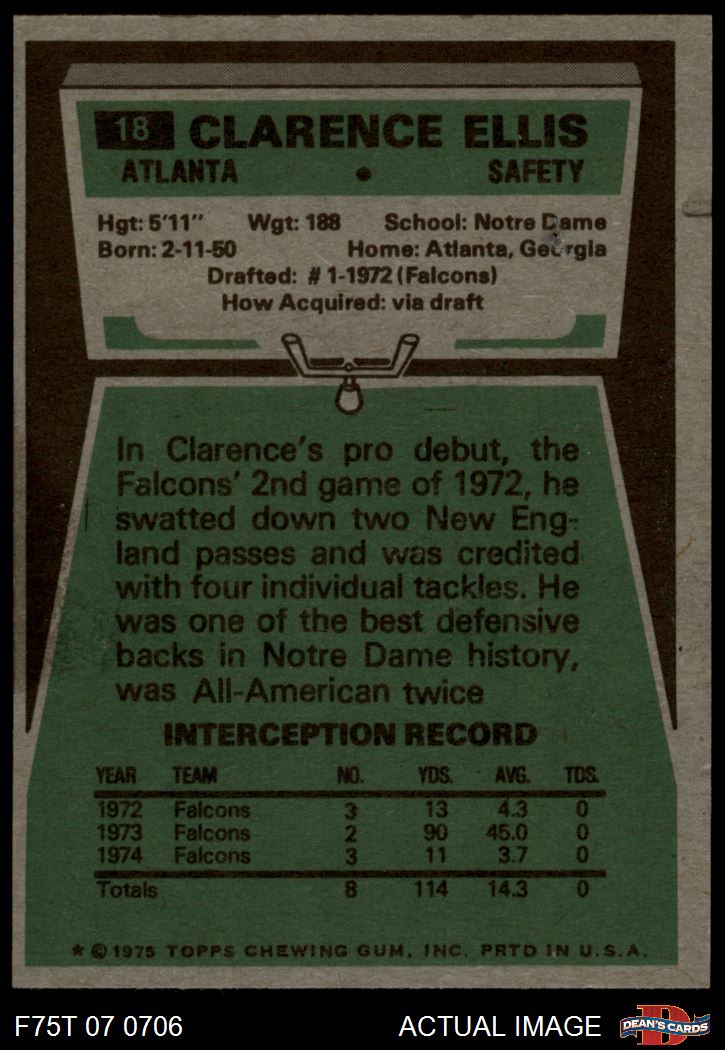 18 CLARENCE ELLIS
ATLANTA • SAFETY
Hgt: 5'11" Wgt: 188 School: Notre Dame
Born: 2-11-50 Home: Atlanta, Georgia
Drafted: #1-1972 (Falcons)
How Acquired: via draft
In Clarence's pro debut, the
Falcons' 2nd game of 1972, he
swatted down two New Eng-
land passes and was credited
with four individual tackles. He
was one of the best defensive
backs in Notre Dame history,
was All-American twice
INTERCEPTION RECORD
YEAR TEAM NO. YDS. AVG. TDS.
1972 Falcons 3 13 4.3 0
1973 Falcons 2 90 45.0 0
1974 Falcons 3 11 3.7 0
Totals 8 114 14.3 0
* © 1975 TOPPS CHEWING GUM, INC. PRTD IN U.S.A.
F75T 07 0706 ACTUAL IMAGE D DEAN'S CARDS